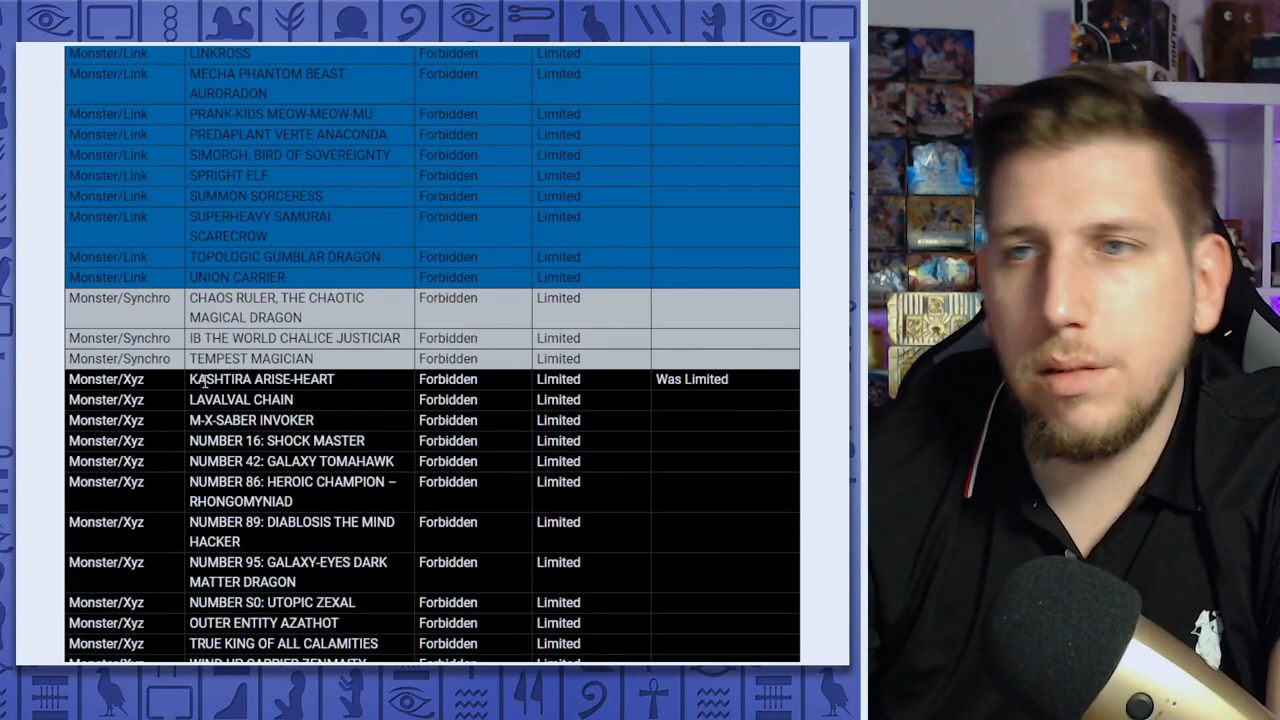 Monster/Link LINKROSS Forbidden Limited
Monster/Link MECHA PHANTOM BEAST AURORADON Forbidden Limited
Monster/Link PRANK-KIDS MEOW-MEOW-MU Forbidden Limited
Monster/Link PREDAPLANT VERTE ANACONDA Forbidden Limited
Monster/Link SIMORGH, BIRD OF SOVEREIGNTY Forbidden Limited
Monster/Link SPRIGHT ELF Forbidden Limited
Monster/Link SUMMON SORCERESS Forbidden Limited
Monster/Link SUPERHEAVY SAMURAI SCARECROW Forbidden Limited
Monster/Link TOPOLOGIC GUMBLAR DRAGON Forbidden Limited
Monster/Link UNION CARRIER Forbidden Limited
Monster/Synchro CHAOS RULER, THE CHAOTIC MAGICAL DRAGON Forbidden Limited
Monster/Synchro IB THE WORLD CHALICE JUSTICIAR Forbidden Limited
Monster/Synchro TEMPEST MAGICIAN Forbidden Limited
Monster/Xyz KASHTIRA ARISE-HEART Forbidden Limited Was Limited
Monster/Xyz LAVALVAL CHAIN Forbidden Limited
Monster/Xyz M-X-SABER INVOKER Forbidden Limited
Monster/Xyz NUMBER 16: SHOCK MASTER Forbidden Limited
Monster/Xyz NUMBER 42: GALAXY TOMAHAWK Forbidden Limited
Monster/Xyz NUMBER 86: HEROIC CHAMPION – RHONGOMYNIAD Forbidden Limited
Monster/Xyz NUMBER 89: DIABLOSIS THE MIND HACKER Forbidden Limited
Monster/Xyz NUMBER 95: GALAXY-EYES DARK MATTER DRAGON Forbidden Limited
Monster/Xyz NUMBER S0: UTOPIC ZEXAL Forbidden Limited
Monster/Xyz OUTER ENTITY AZATHOT Forbidden Limited
Monster/Xyz TRUE KING OF ALL CALAMITIES Forbidden Limited